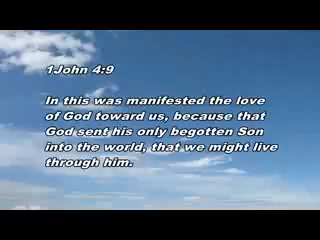 1John 4:9
In this was manifested the love
of God toward us, because that
God sent his only begotten Son
into the world, that we might live
through him.